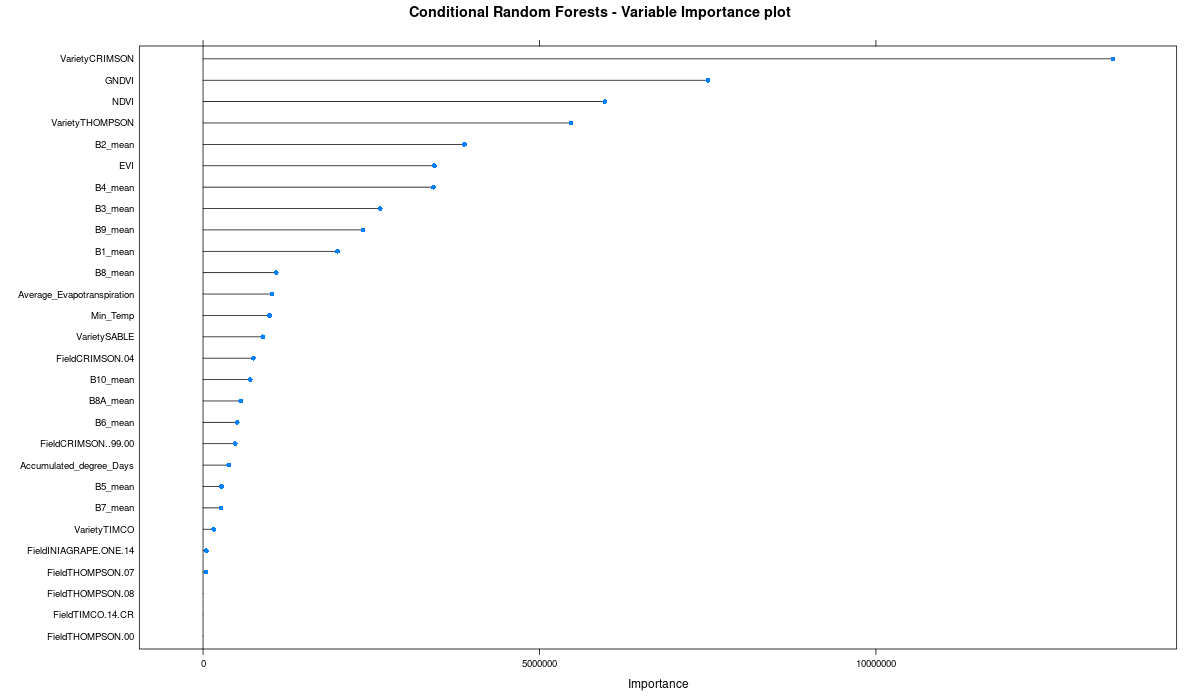 Conditional Random Forests - Variable Importance plot
VarietyCRIMSON
GNDVI
NDVI
VarietyTHOMPSON
B2_mean
EVI
B4_mean
B3_mean
B9_mean
B1_mean
B8_mean
Average_Evapotranspiration
Min_Temp
VarietySABLE
FieldCRIMSON.04
B10_mean
B8A_mean
B6_mean
FieldCRIMSON..99.00
Accumulated_degree_Days
B5_mean
B7_mean
VarietyTIMCO
FieldINIAGRAPE.ONE.14
FieldTHOMPSON.07
FieldTHOMPSON.08
FieldTIMCO.14.CR
FieldTHOMPSON.00
0 5000000 10000000
Importance